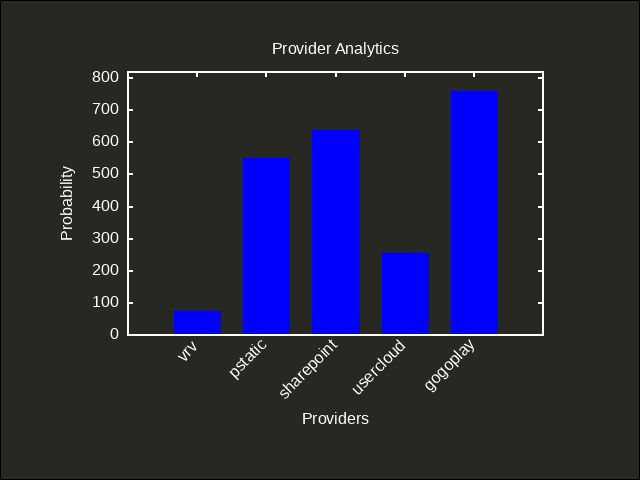 Provider Analytics
800
700
600
500
400
300
200
100
0
Probability
vrv
pstatic
sharepoint
usercloud
gogoplay
Providers